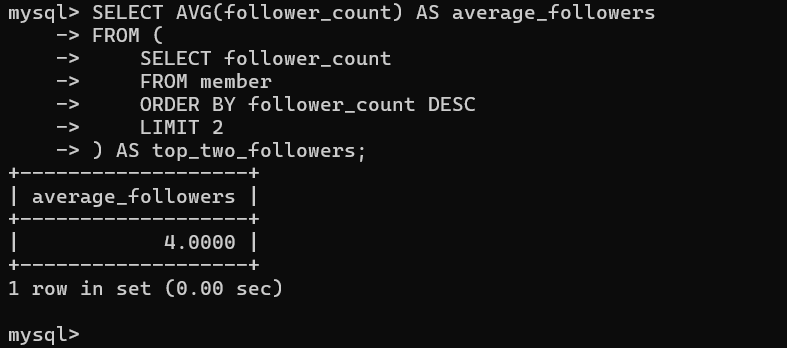 mysql> SELECT AVG(follower_count) AS average_followers
    -> FROM (
    ->     SELECT follower_count
    ->     FROM member
    ->     ORDER BY follower_count DESC
    ->     LIMIT 2
    -> ) AS top_two_followers;
+-------------------+
| average_followers |
+-------------------+
|            4.0000 |
+-------------------+
1 row in set (0.00 sec)

mysql>